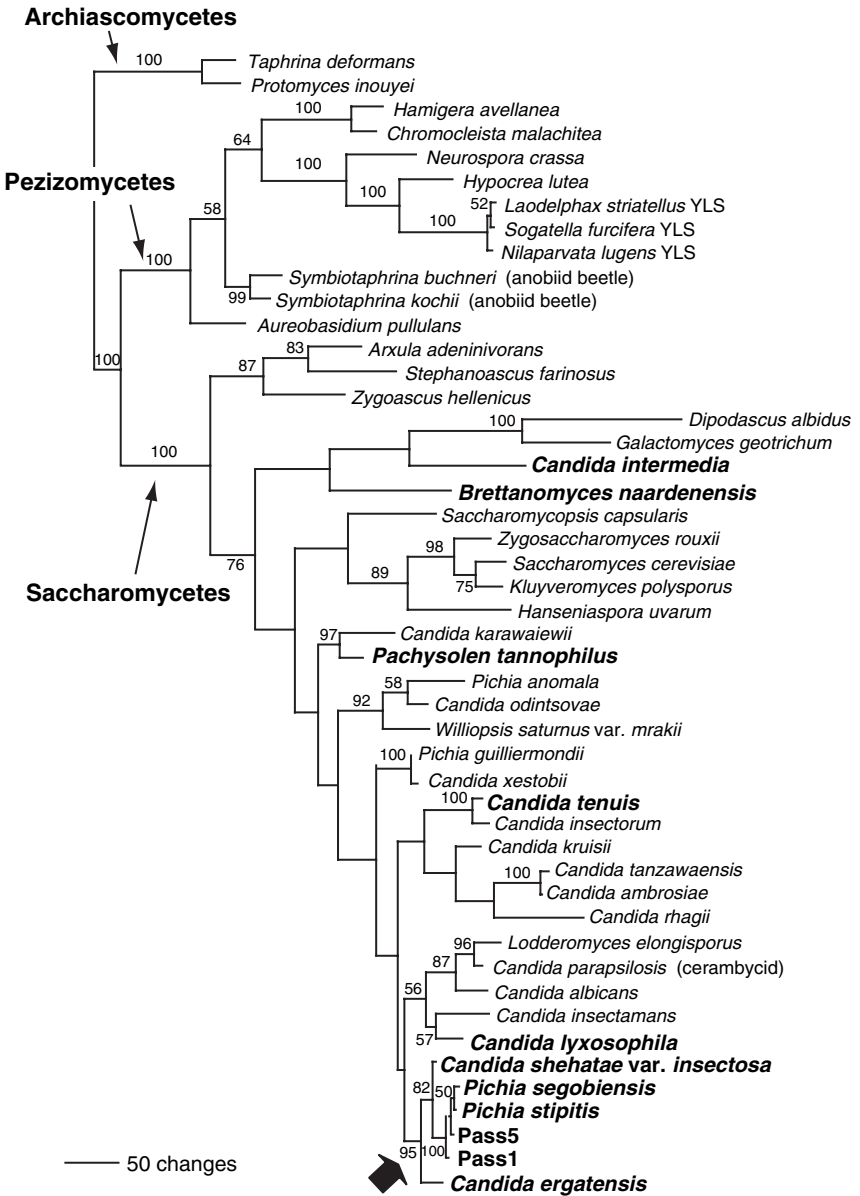 Archiascomycetes
100
Taphrina deformans
Protomyces inouyei
100
Hamigera avellanea
Chromocleista malachitea
64
Neurospora crassa
100
Pezizomycetes
Hypocrea lutea
100
52
Laodelphax striatellus YLS
58
100
Sogatella furcifera YLS
Nilaparvata lugens YLS
100
Symbiotaphrina buchneri (anobiid beetle)
99
Symbiotaphrina kochii (anobiid beetle)
Aureobasidium pullulans
83
Arxula adeninivorans
100
87
Stephanoascus farinosus
Zygoascus hellenicus
100
Dipodascus albidus
Galactomyces geotrichum
100
Candida intermedia
Brettanomyces naardenensis
Saccharomycopsis capsularis
98
Zygosaccharomyces rouxii
76
Saccharomyces cerevisiae
89
75
Kluyveromyces polysporus
Saccharomycetes
Hanseniaspora uvarum
97
Candida karawaiewii
Pachysolen tannophilus
58
Pichia anomala
92
Candida odintsovae
Williopsis saturnus var. mrakii
100
Pichia guilliermondii
Candida xestobii
100
Candida tenuis
Candida insectorum
Candida kruisii
100
Candida tanzawaensis
Candida ambrosiae
Candida rhagii
96
Lodderomyces elongisporus
87
Candida parapsilosis (cerambycid)
56
Candida albicans
Candida insectamans
57
Candida lyxosophila
Candida shehatae var. insectosa
82
50
Pichia segobiensis
Pichia stipitis
Pass5
95
100
Pass1
50 changes
Candida ergatensis